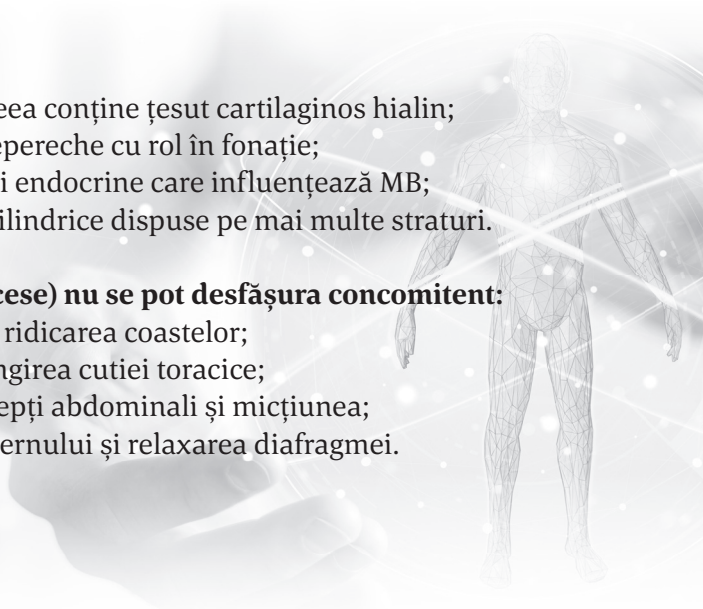 eea conține țesut cartilaginos hialin;
epereche cu rol în fonație;
i endocrine care influențează MB;
ilindrice dispuse pe mai multe straturi.
cese) nu se pot desfășura concomitent:
ridicarea coastelor;
ngirea cutiei toracice;
epți abdominali și micțiunea;
ernului și relaxarea diafragmei.